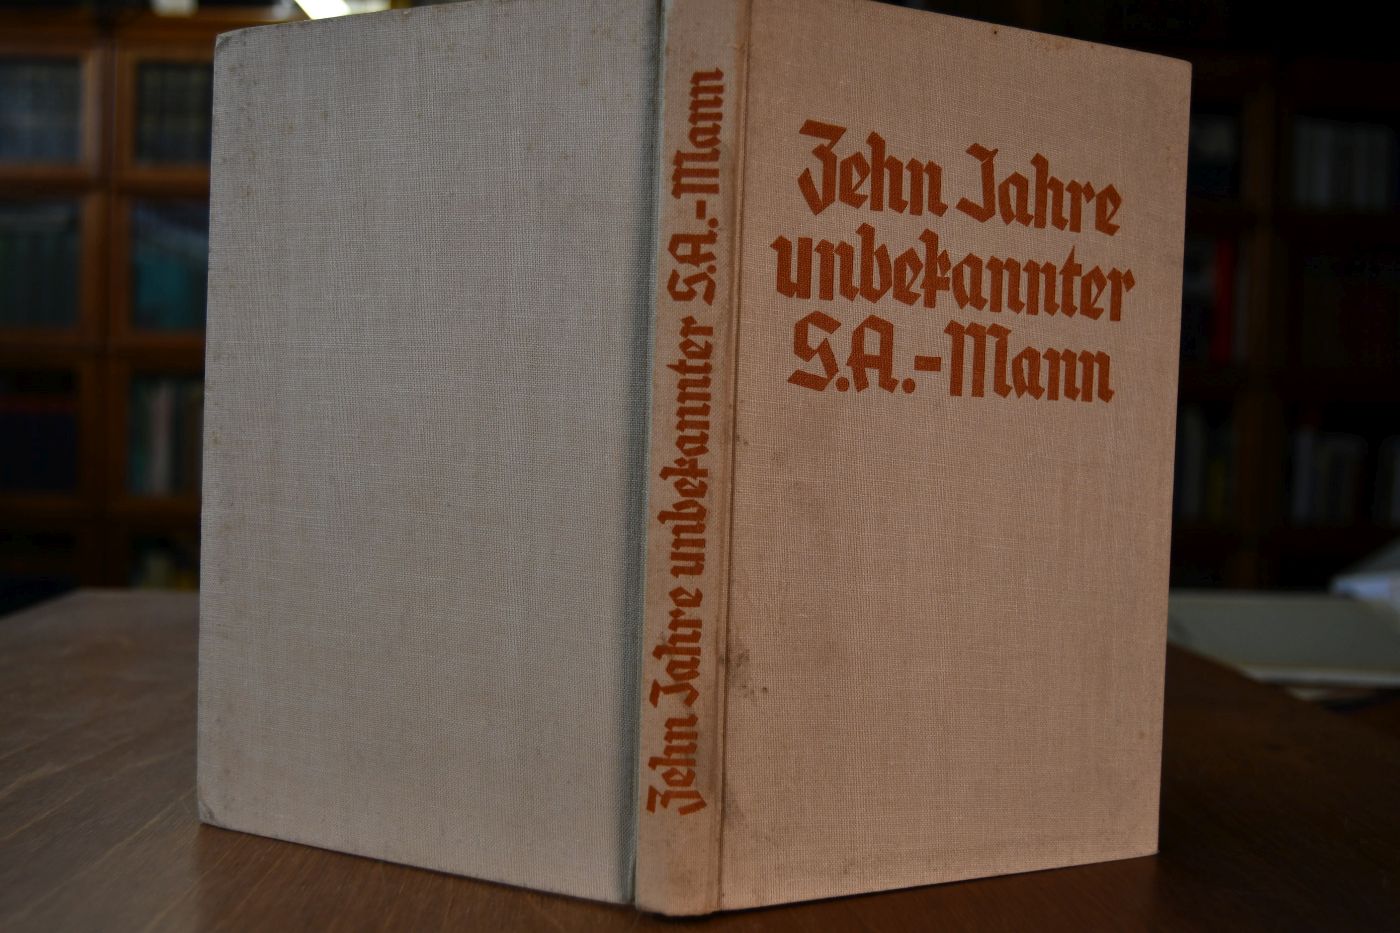 Zehn Jahre unbekannter S.A.-Mann
Zehn Jahre
unbekannter
S.A.-Mann